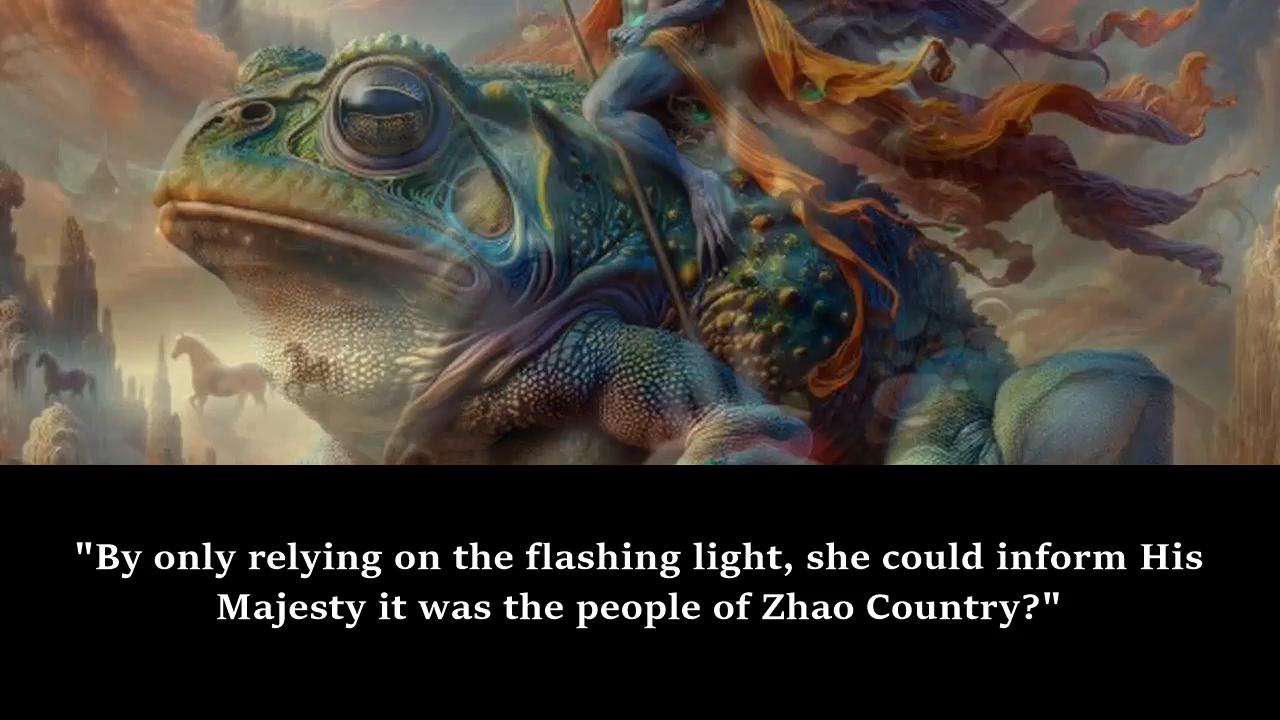 "By only relying on the flashing light, she could inform His
Majesty it was the people of Zhao Country?"